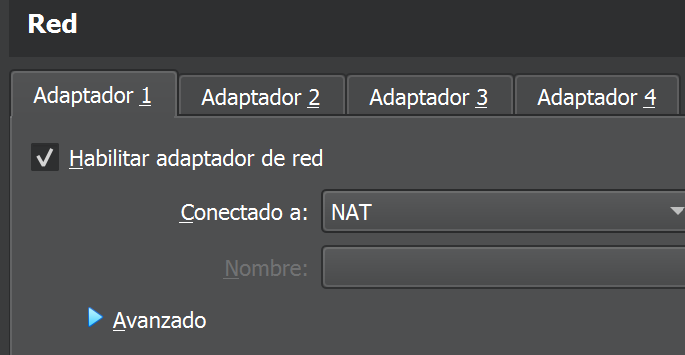 Red
Adaptador 1 Adaptador 2 Adaptador 3 Adaptador 4
Habilitar adaptador de red
Conectado a: NAT
Nombre:
Avanzado